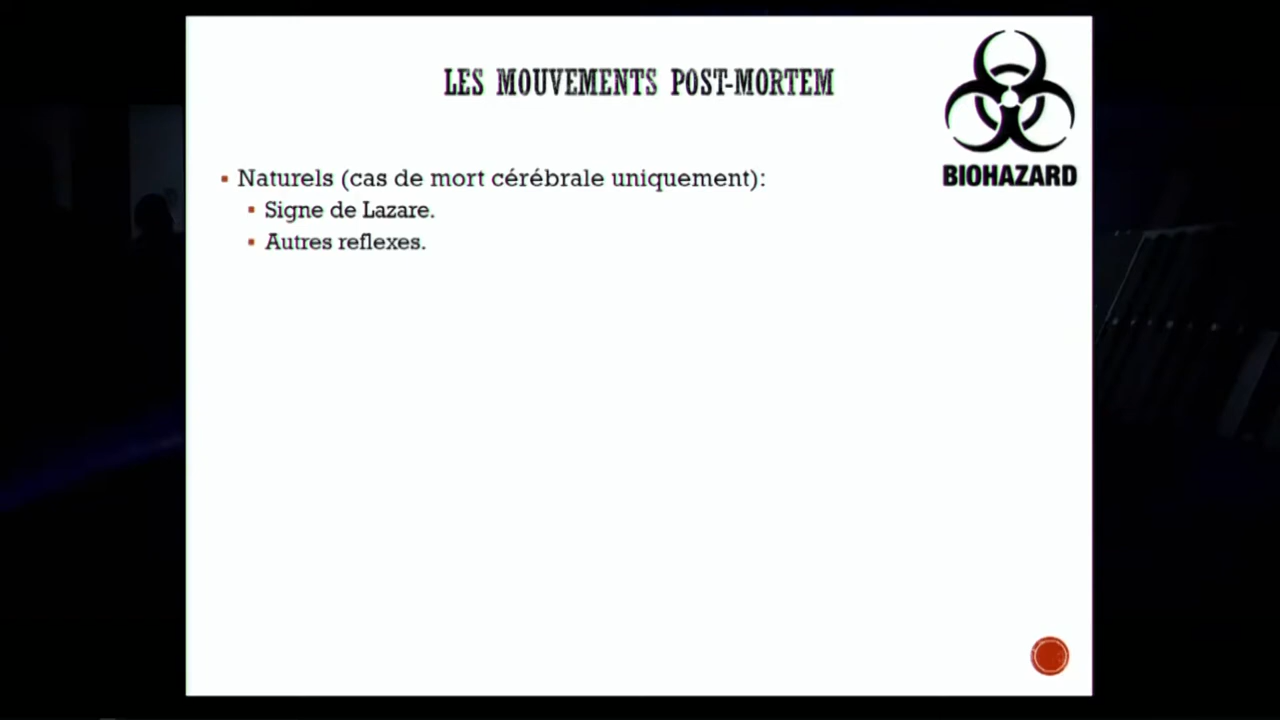 LES MOUVEMENTS POST-MORTEM
BIOHAZARD
Naturels (cas de mort cérébrale uniquement):
Signe de Lazare.
Autres reflexes.